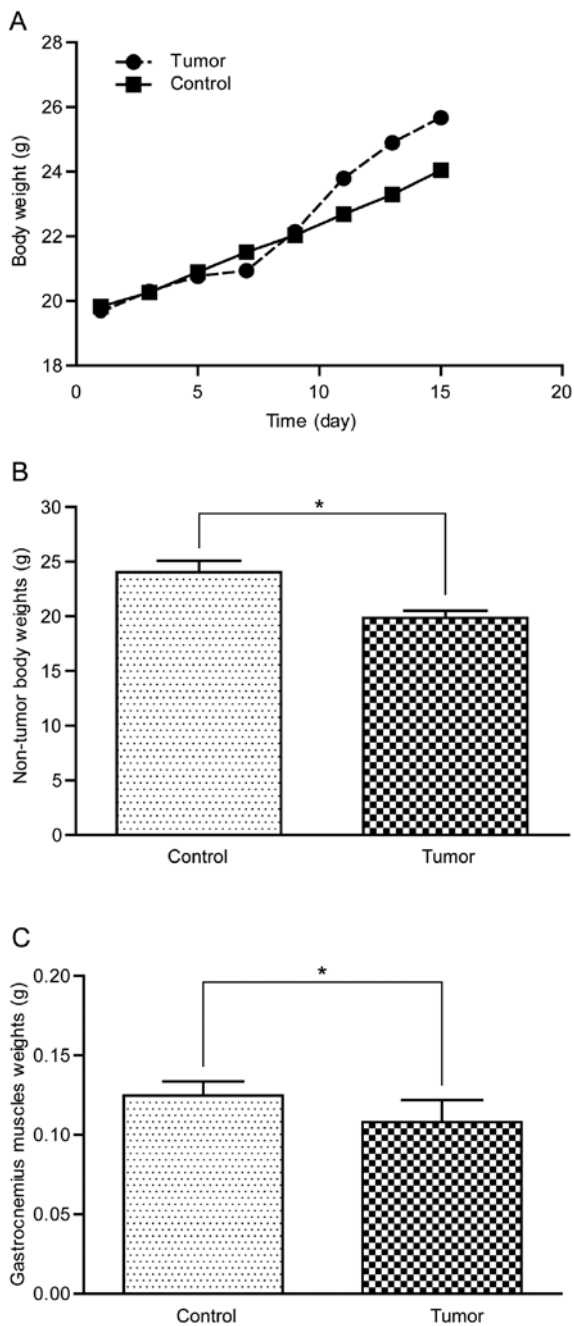 A
Tumor
Control
Body weight (g)
28
26
24
22
20
18
0
5
10
15
20
Time (day)
B
*
Non-tumor body weights (g)
30
25
20
15
10
5
0
Control
Tumor
C
*
Gastrocnemius muscles weights (g)
0.20
0.15
0.10
0.05
0.00
Control
Tumor